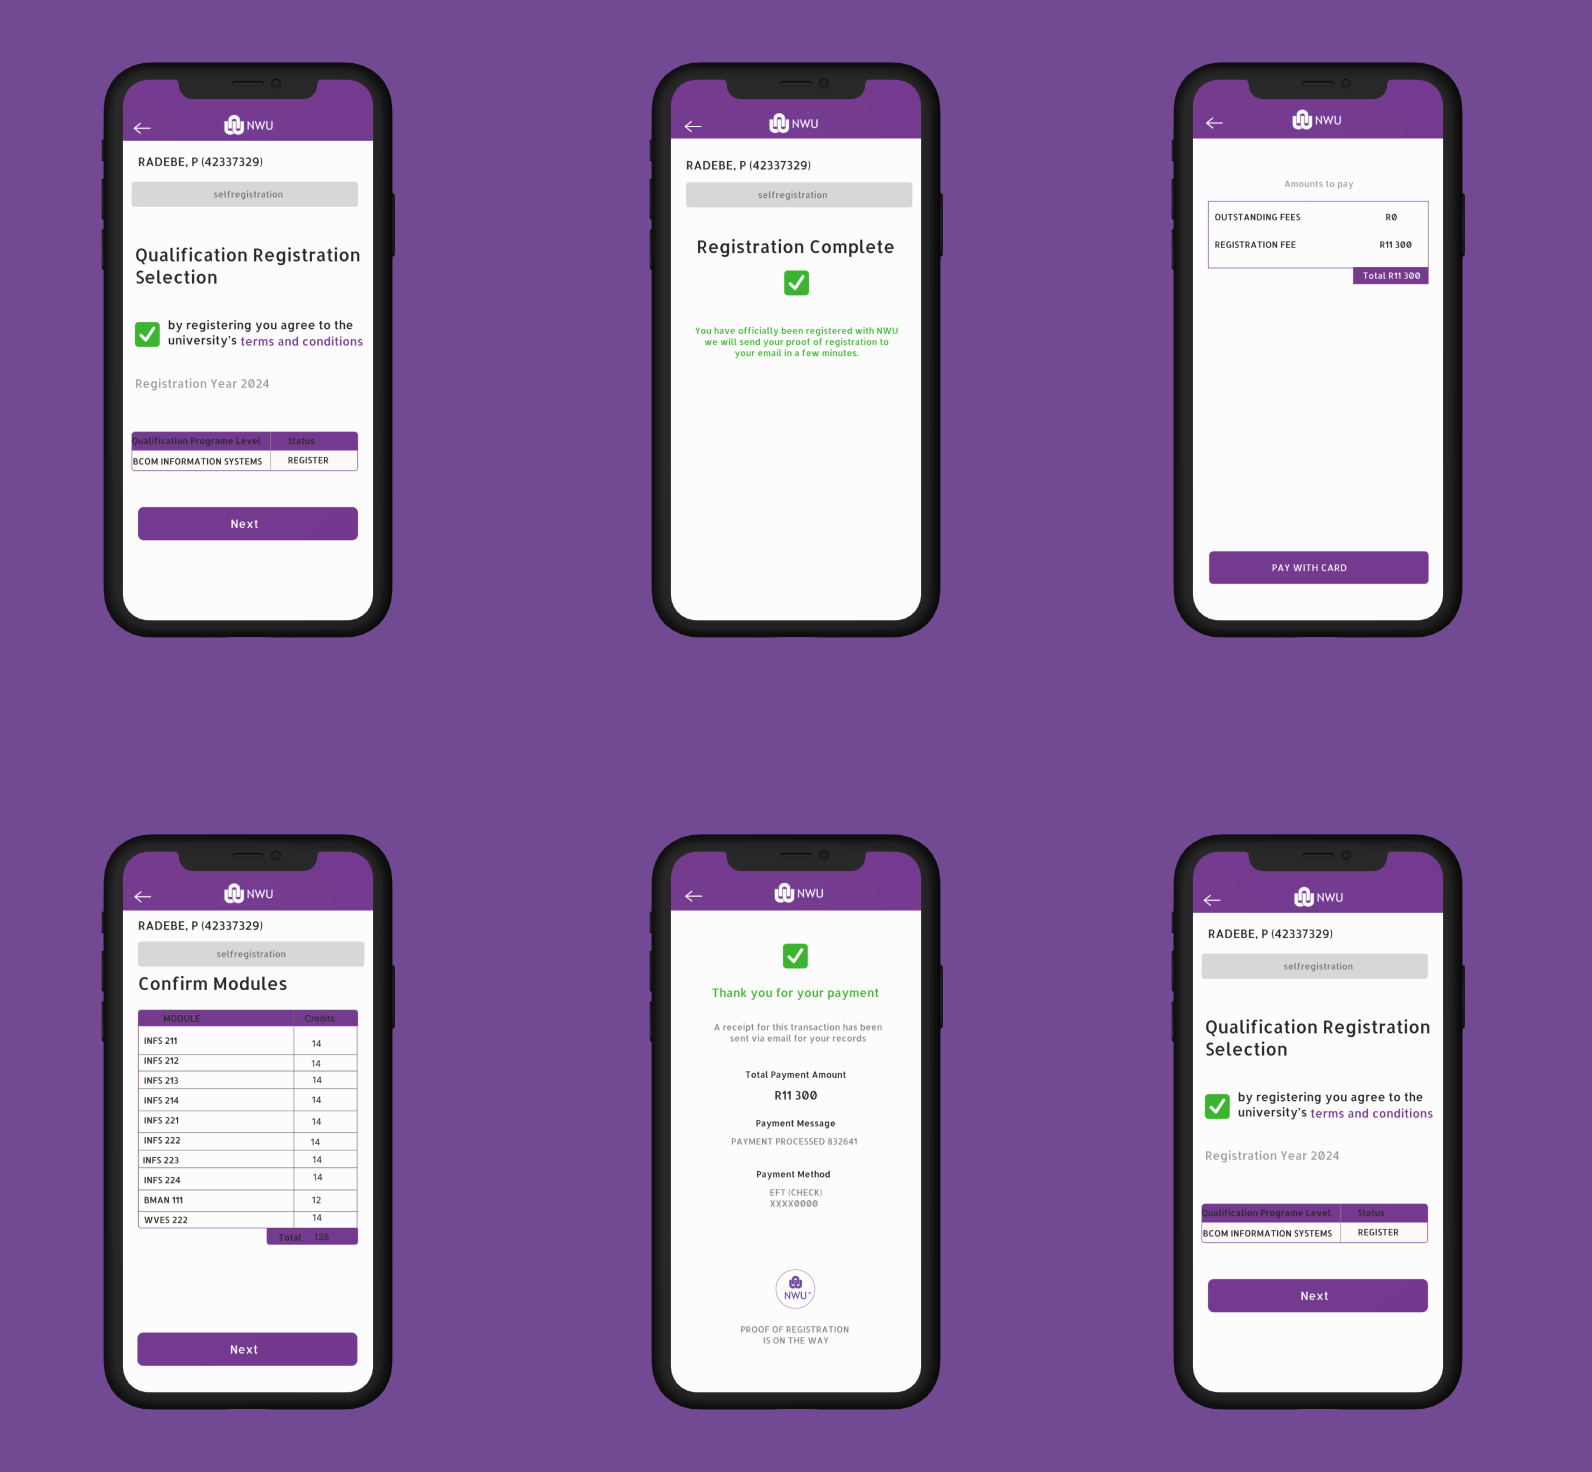 NWU
RADEBE, P (42337329)
selfregistration
Qualification Registration
Selection
by registering you agree to the
university's terms and conditions
Registration Year 2024
Qualification Programe Level Status
BCOM INFORMATION SYSTEMS REGISTER
Next
NWU
RADEBE, P (42337329)
selfregistration
Registration Complete
You have officially been registered with NWU
we will send your proof of registration to
your email in a few minutes.
NWU
Amounts to pay
OUTSTANDING FEES R0
REGISTRATION FEE R11 300
Total R11 300
PAY WITH CARD
NWU
RADEBE, P (42337329)
selfregistration
Confirm Modules
MODULE Credits
INFS 211 14
INFS 212 14
INFS 213 14
INFS 214 14
INFS 221 14
INFS 222 14
INFS 223 14
INFS 224 14
BMAN 111 12
WVES 222 14
Total 138
Next
NWU
Thank you for your payment
A receipt for this transaction has been
sent via email for your records
Total Payment Amount
R11 300
Payment Message
PAYMENT PROCESSED 832641
Payment Method
EFT (CHECK)
XXXX0000
NWU®
PROOF OF REGISTRATION
IS ON THE WAY
NWU
RADEBE, P (42337329)
selfregistration
Qualification Registration
Selection
by registering you agree to the
university's terms and conditions
Registration Year 2024
Qualification Programe Level Status
BCOM INFORMATION SYSTEMS REGISTER
Next